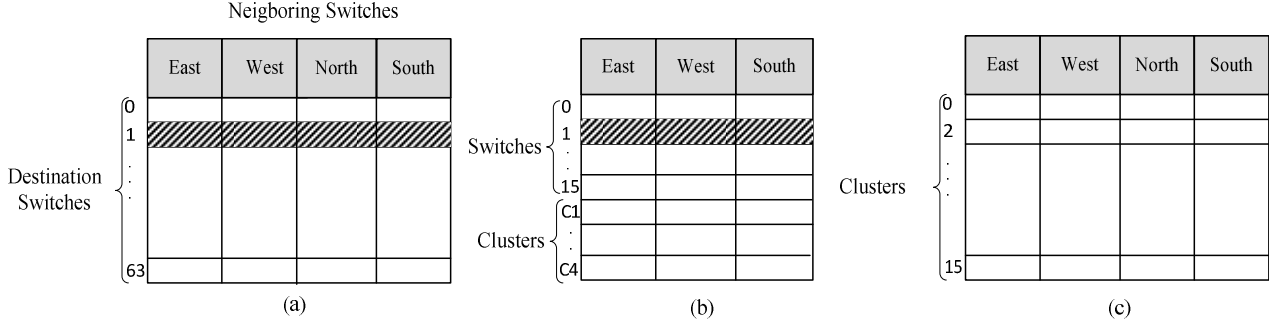 Neigboring Switches
East West North South
Destination
Switches
0
1
.
.
.
63
(a)
East West South
Switches
0
1
.
.
15
Clusters
C1
.
.
C4
(b)
East West North South
Clusters
0
2
.
.
.
15
(c)